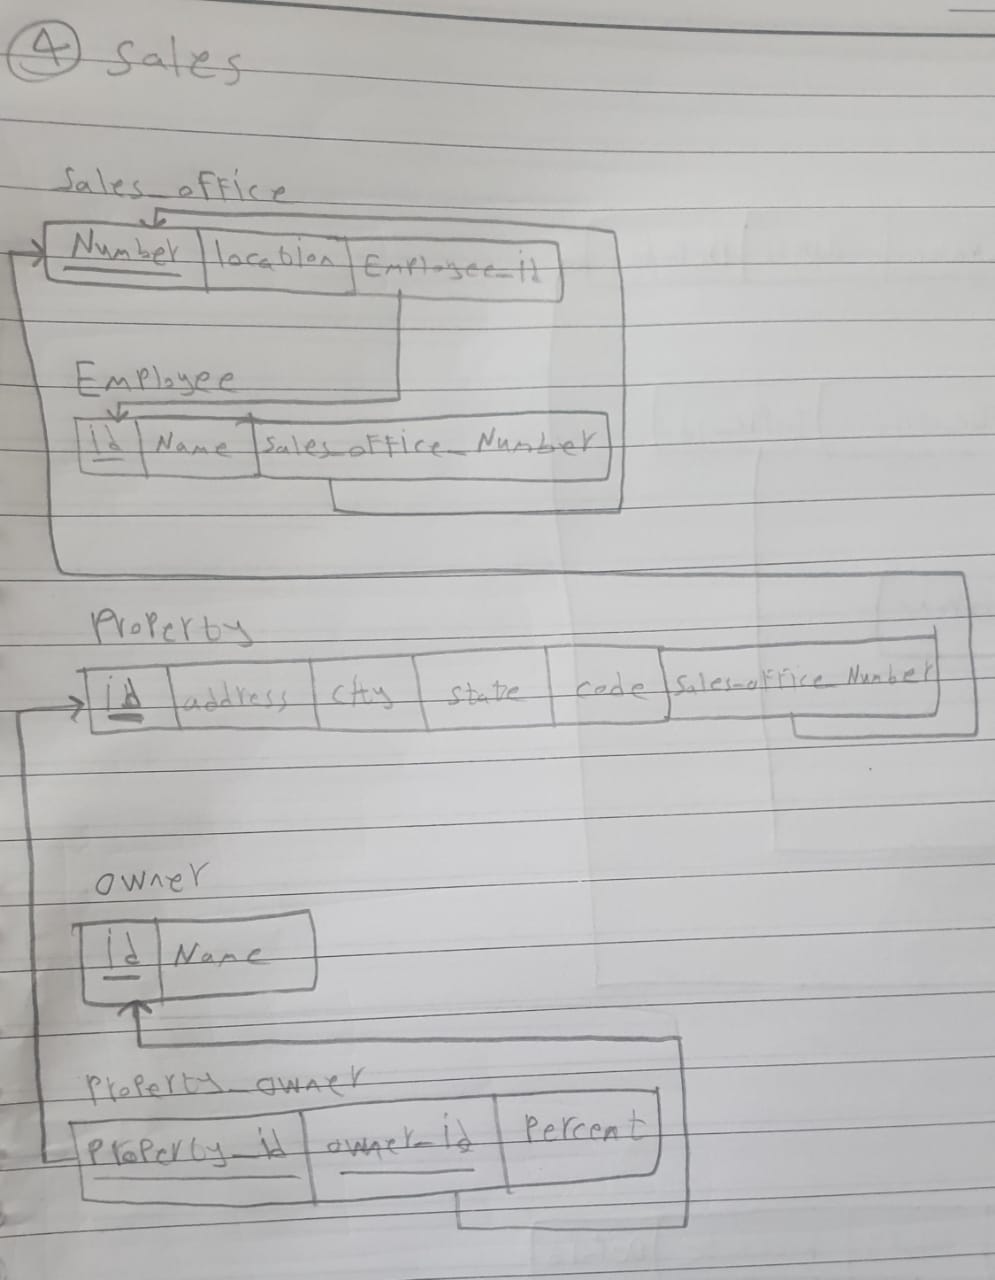 4 Sales
Sales_office
Number location Employee_id
Employee
id Name Sales_office_Number
Property
id address City state code Sales_office_Number
owner
id Name
Property_owner
Property_id owner_id Percent